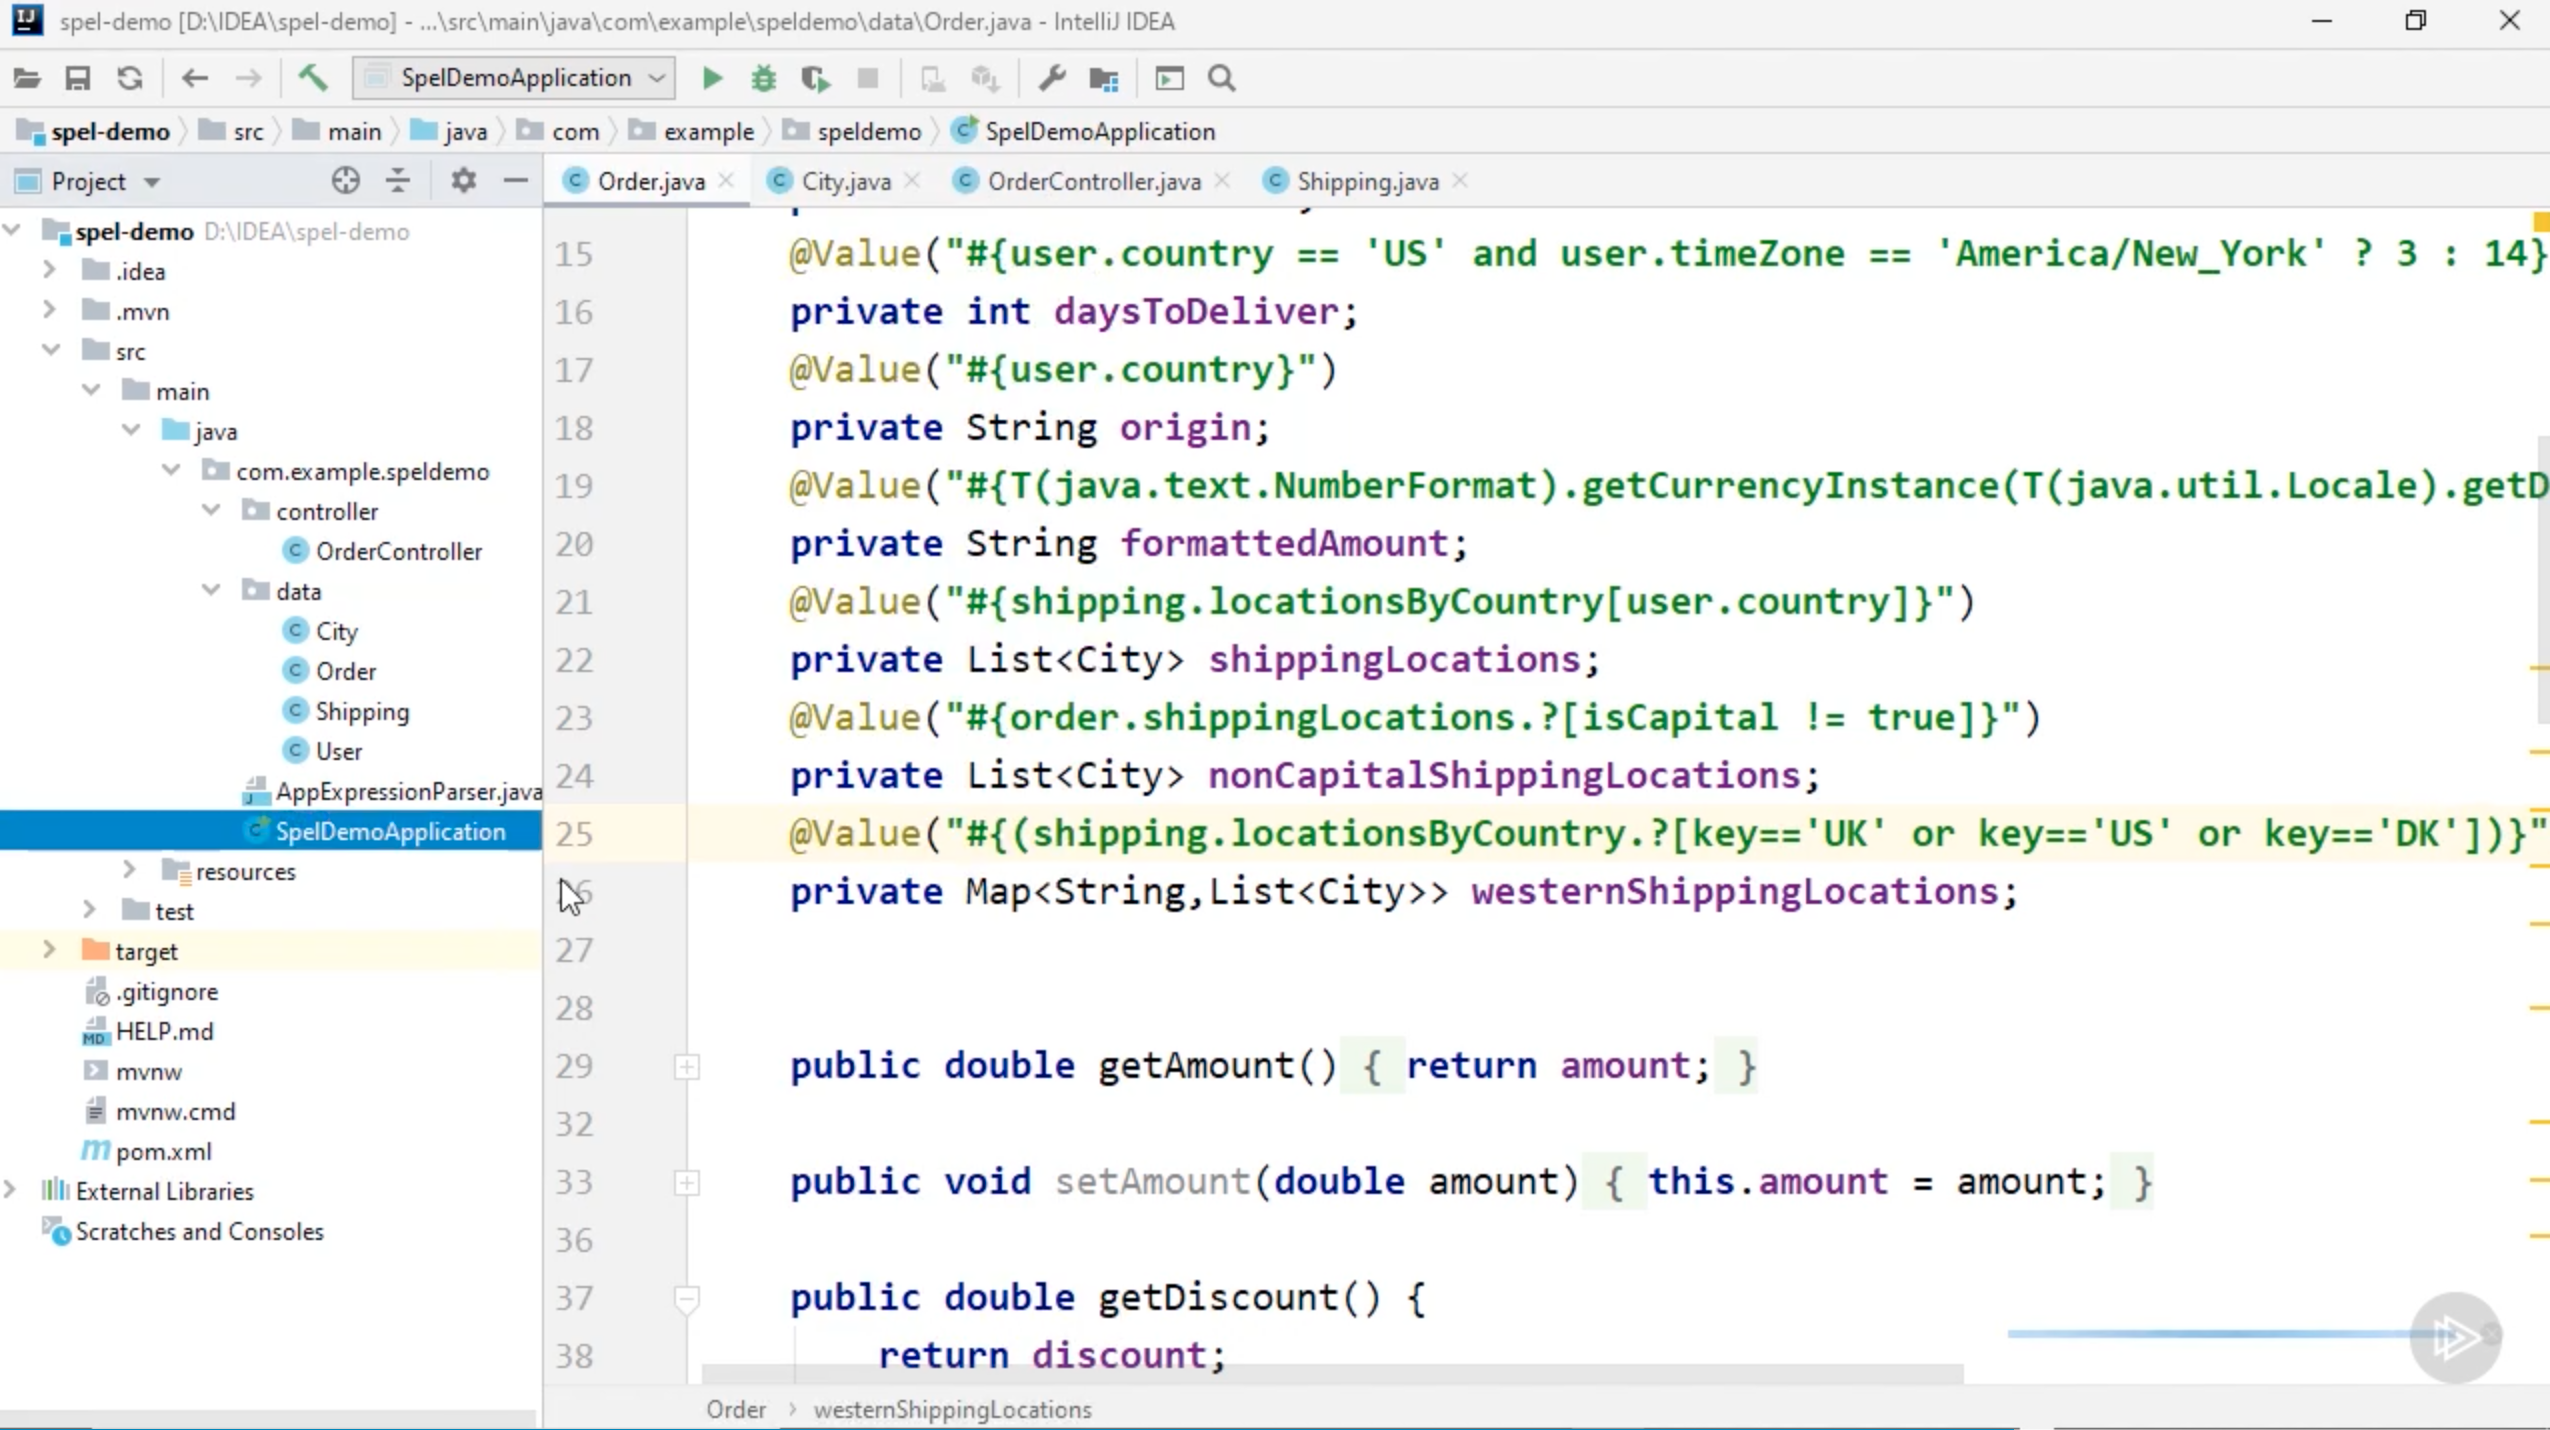 spel-demo [D:\IDEA\spel-demo] - ...\src\main\java\com\example\speldemo\data\Order.java - IntelliJ IDEA
SpelDemoApplication
spel-demo src main java com example speldemo SpelDemoApplication
Project
Order.java City.java OrderController.java Shipping.java
spel-demo D:\IDEA\spel-demo
.idea
.mvn
src
main
java
com.example.speldemo
controller
OrderController
data
City
Order
Shipping
User
AppExpressionParser.java
SpelDemoApplication
resources
test
target
.gitignore
HELP.md
mvnw
mvnw.cmd
pom.xml
External Libraries
Scratches and Consoles
15 @Value("#{user.country == 'US' and user.timeZone == 'America/New_York' ? 3 : 14}
16 private int daysToDeliver;
17 @Value("#{user.country}")
18 private String origin;
19 @Value("#{T(java.text.NumberFormat).getCurrencyInstance(T(java.util.Locale).getD
20 private String formattedAmount;
21 @Value("#{shipping.locationsByCountry[user.country]}")
22 private List<City> shippingLocations;
23 @Value("#{order.shippingLocations.?[isCapital != true]}")
24 private List<City> nonCapitalShippingLocations;
25 @Value("#{(shipping.locationsByCountry.?[key=='UK' or key=='US' or key=='DK'])}"
26 private Map<String,List<City>> westernShippingLocations;
27
28
29 public double getAmount() { return amount; }
32
33 public void setAmount(double amount) { this.amount = amount; }
36
37 public double getDiscount() {
38 return discount;
Order westernShippingLocations